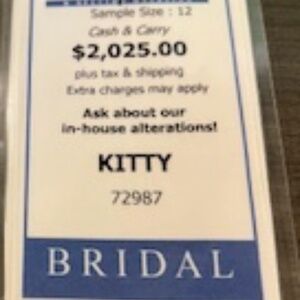 Sample Size : 12
Cash & Carry
$2,025.00
plus tax & shipping
Extra charges may apply
Ask about our
in-house alterations!
KITTY
72987
BRIDAL